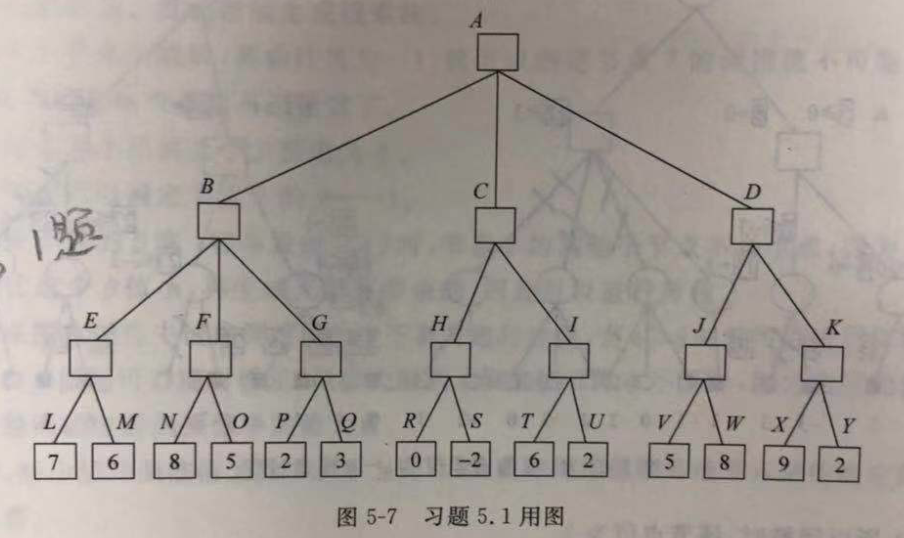 A
B C D
1题
E F G H I J K
L M N O P Q R S T U V W X Y
7 6 8 5 2 3 0 -2 6 2 5 8 9 2
图 5-7 习题 5.1 用图